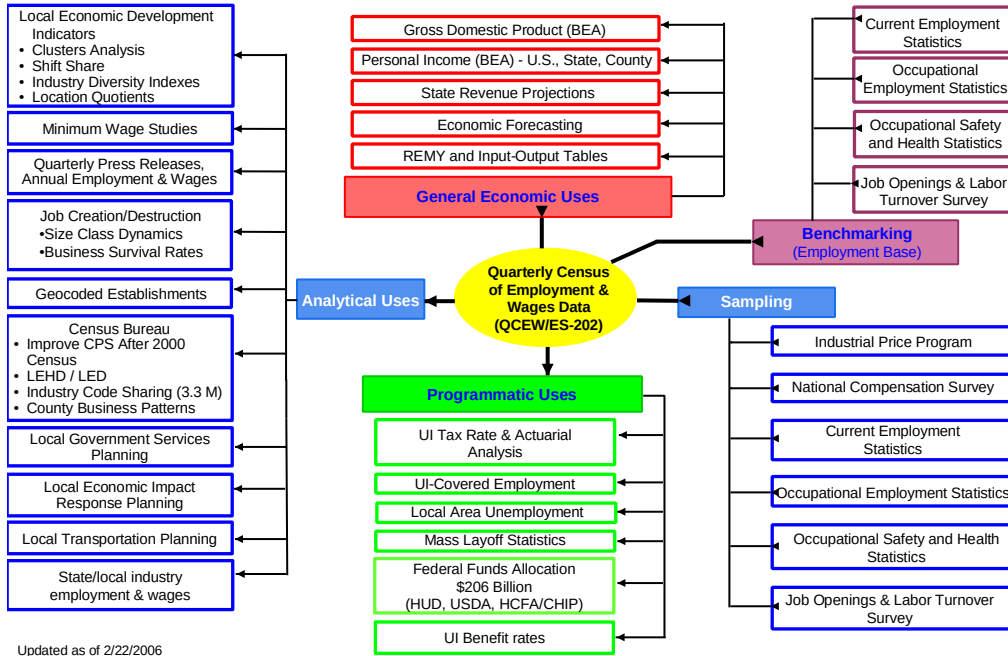 Local Economic Development
Indicators
• Clusters Analysis
• Shift Share
• Industry Diversity Indexes
• Location Quotients
Minimum Wage Studies
Quarterly Press Releases,
Annual Employment & Wages
Job Creation/Destruction
•Size Class Dynamics
•Business Survival Rates
Geocoded Establishments
Census Bureau
• Improve CPS After 2000
Census
• LEHD / LED
• Industry Code Sharing (3.3 M)
• County Business Patterns
Local Government Services
Planning
Local Economic Impact
Response Planning
Local Transportation Planning
State/local industry
employment & wages
Updated as of 2/22/2006
Analytical Uses
Gross Domestic Product (BEA)
Personal Income (BEA) - U.S., State, County
State Revenue Projections
Economic Forecasting
REMY and Input-Output Tables
General Economic Uses
Quarterly Census
of Employment &
Wages Data
(QCEW/ES-202)
Programmatic Uses
UI Tax Rate & Actuarial
Analysis
UI-Covered Employment
Local Area Unemployment
Mass Layoff Statistics
Federal Funds Allocation
$206 Billion
(HUD, USDA, HCFA/CHIP)
UI Benefit rates
Current Employment
Statistics
Occupational
Employment Statistics
Occupational Safety
and Health Statistics
Job Openings & Labor
Turnover Survey
Benchmarking
(Employment Base)
Sampling
Industrial Price Program
National Compensation Survey
Current Employment
Statistics
Occupational Employment Statistics
Occupational Safety and Health
Statistics
Job Openings & Labor Turnover
Survey